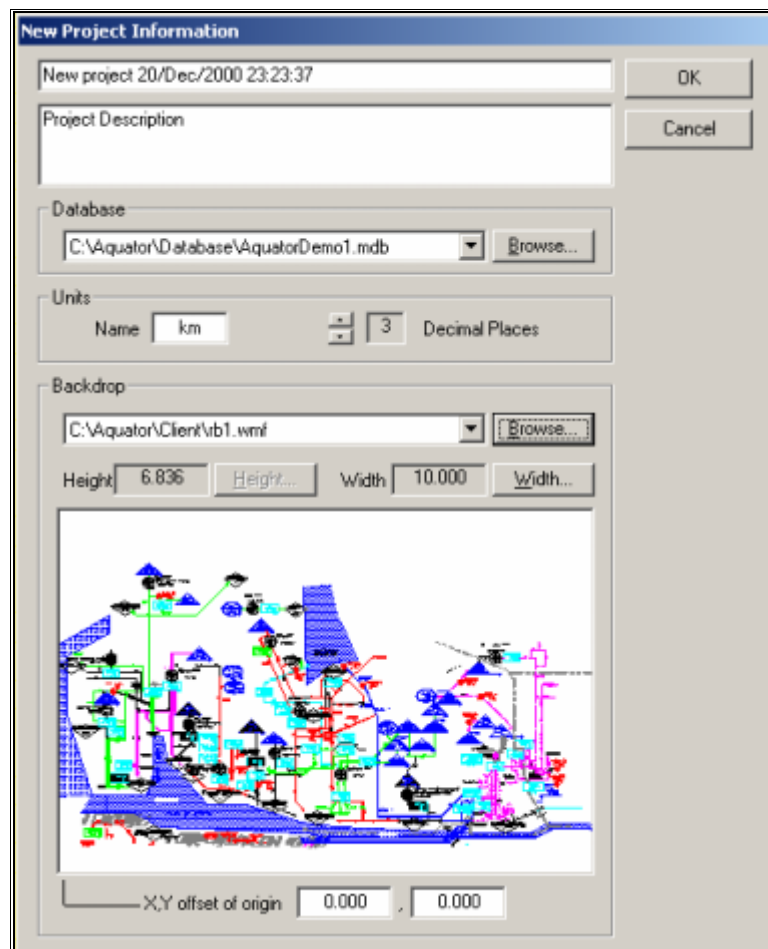 New Project Information
New project 20/Dec/2000 23:23:37
OK
Project Description
Cancel
Database
C:\Aquator\Database\AquatorDemo1.mdb Browse...
Units
Name km 3 Decimal Places
Backdrop
C:\Aquator\Client\rb1.wmf Browse...
Height 6.836 Height... Width 10.000 Width...
X,Y offset of origin 0.000 , 0.000